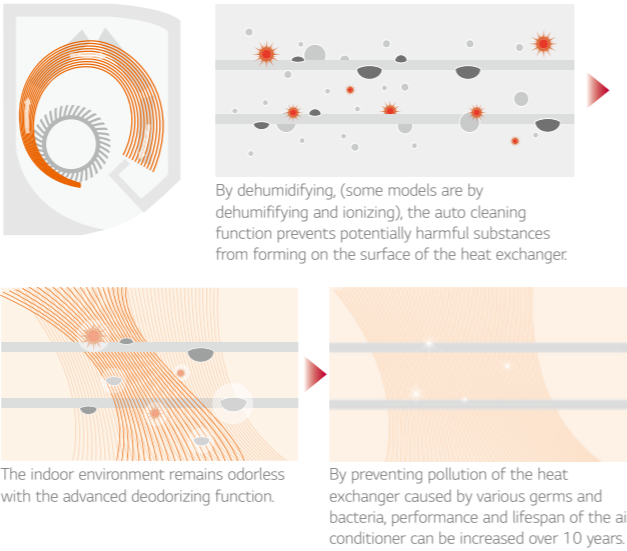 By dehumidifying, (some models are by
dehumififying and ionizing), the auto cleaning
function prevents potentially harmful substances
from forming on the surface of the heat exchanger.
The indoor environment remains odorless
with the advanced deodorizing function.
By preventing pollution of the heat
exchanger caused by various germs and
bacteria, performance and lifespan of the ai
conditioner can be increased over 10 years.